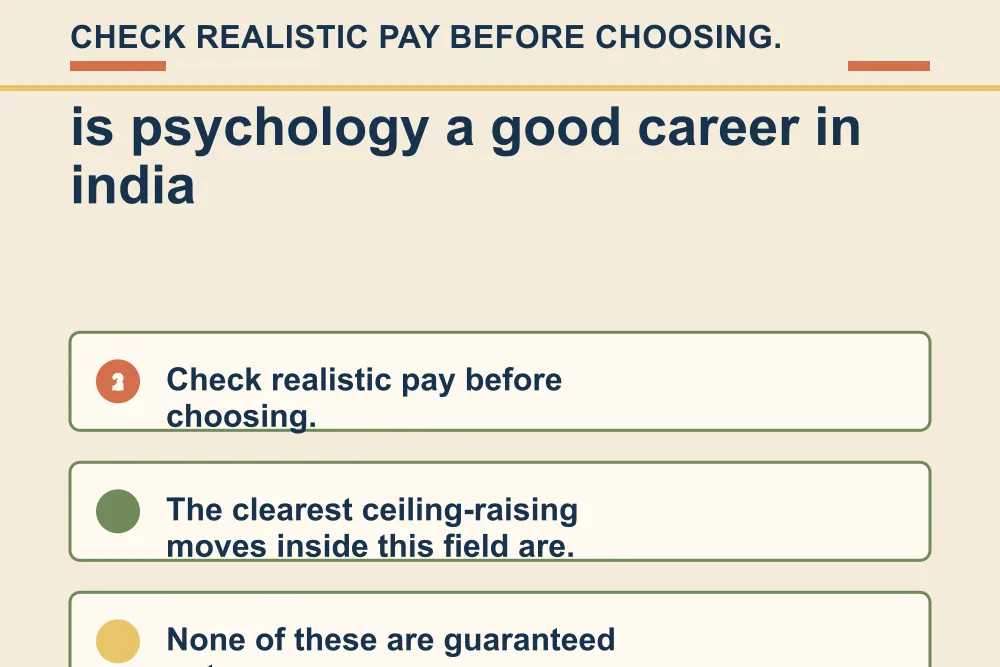 CHECK REALISTIC PAY BEFORE CHOOSING.
is psychology a good career in
india
Check realistic pay before
choosing.
The clearest ceiling-raising
moves inside this field are.
None of these are guaranteed